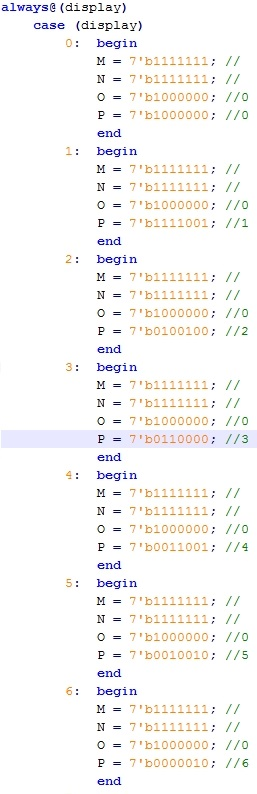 always@(display)
case (display)
0: begin
M = 7'b1111111; //
N = 7'b1111111; //
O = 7'b1000000; //0
P = 7'b1000000; //0
end
1: begin
M = 7'b1111111; //
N = 7'b1111111; //
O = 7'b1000000; //0
P = 7'b1111001; //1
end
2: begin
M = 7'b1111111; //
N = 7'b1111111; //
O = 7'b1000000; //0
P = 7'b0100100; //2
end
3: begin
M = 7'b1111111; //
N = 7'b1111111; //
O = 7'b1000000; //0
P = 7'b0110000; //3
end
4: begin
M = 7'b1111111; //
N = 7'b1111111; //
O = 7'b1000000; //0
P = 7'b0011001; //4
end
5: begin
M = 7'b1111111; //
N = 7'b1111111; //
O = 7'b1000000; //0
P = 7'b0010010; //5
end
6: begin
M = 7'b1111111; //
N = 7'b1111111; //
O = 7'b1000000; //0
P = 7'b0000010; //6
end